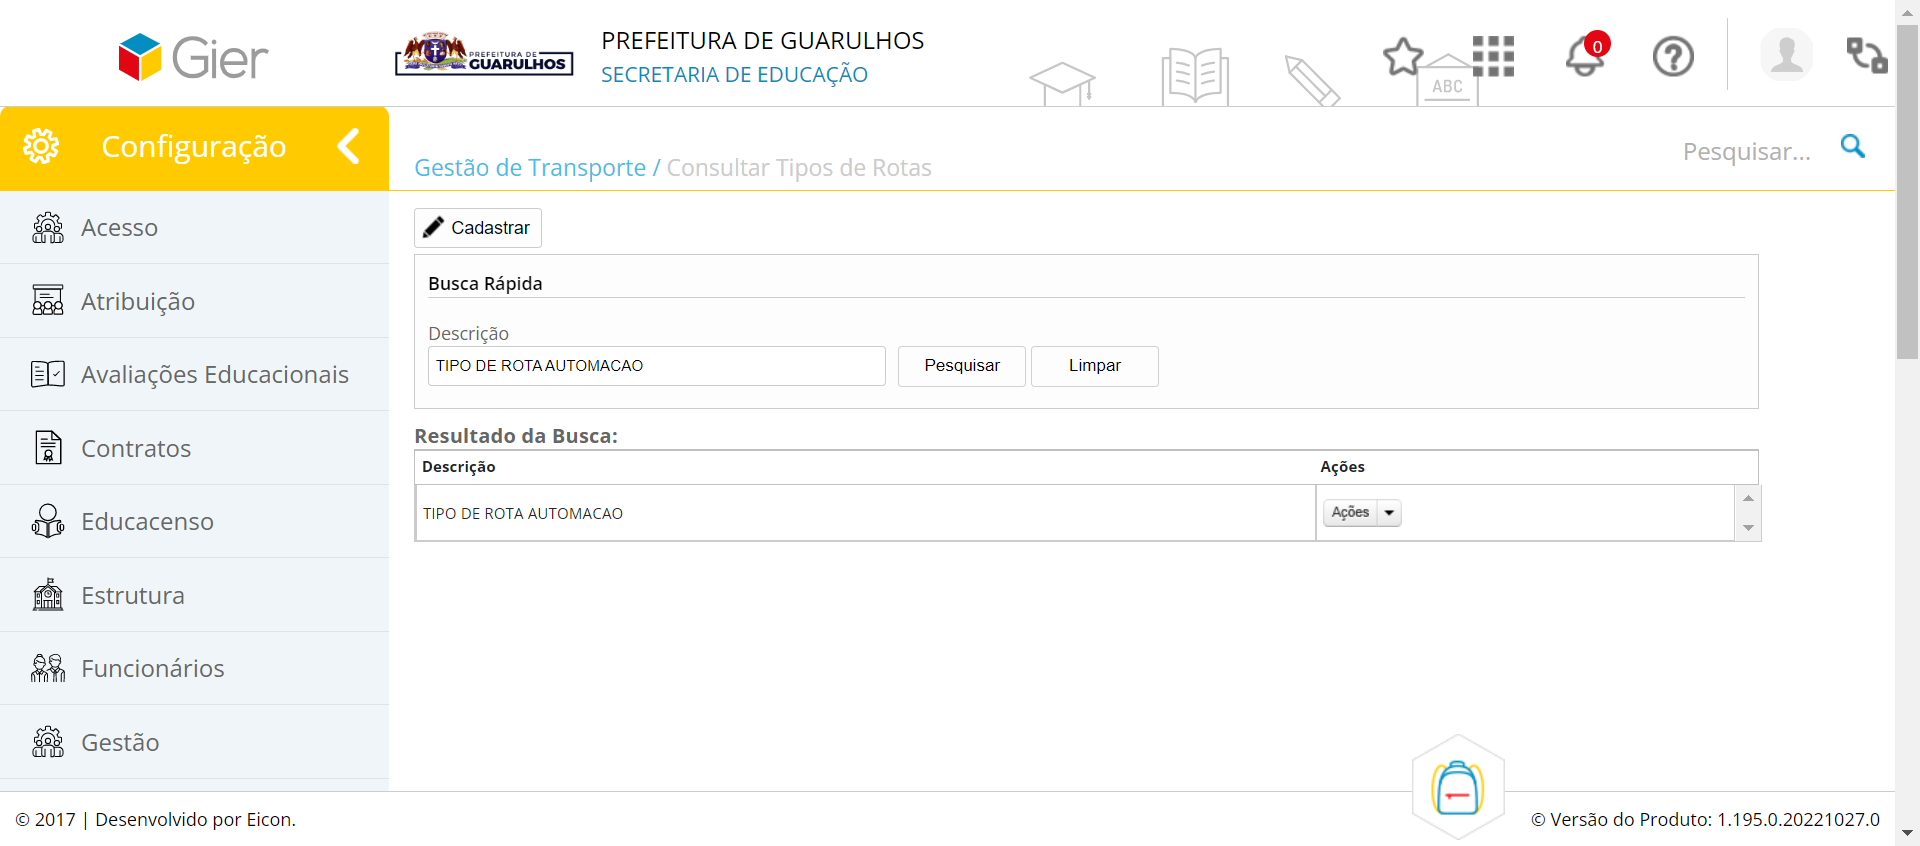 Gier
PREFEITURA DE
GUARULHOS
PREFEITURA DE GUARULHOS
SECRETARIA DE EDUCAÇÃO
ABC
0
Configuração
Gestão de Transporte / Consultar Tipos de Rotas
Pesquisar...
Acesso
Atribuição
Avaliações Educacionais
Contratos
Educacenso
Estrutura
Funcionários
Gestão
Cadastrar
Busca Rápida
Descrição
TIPO DE ROTA AUTOMACAO
Pesquisar
Limpar
Resultado da Busca:
Descrição Ações
TIPO DE ROTA AUTOMACAO Ações
© 2017 | Desenvolvido por Eicon.
© Versão do Produto: 1.195.0.20221027.0